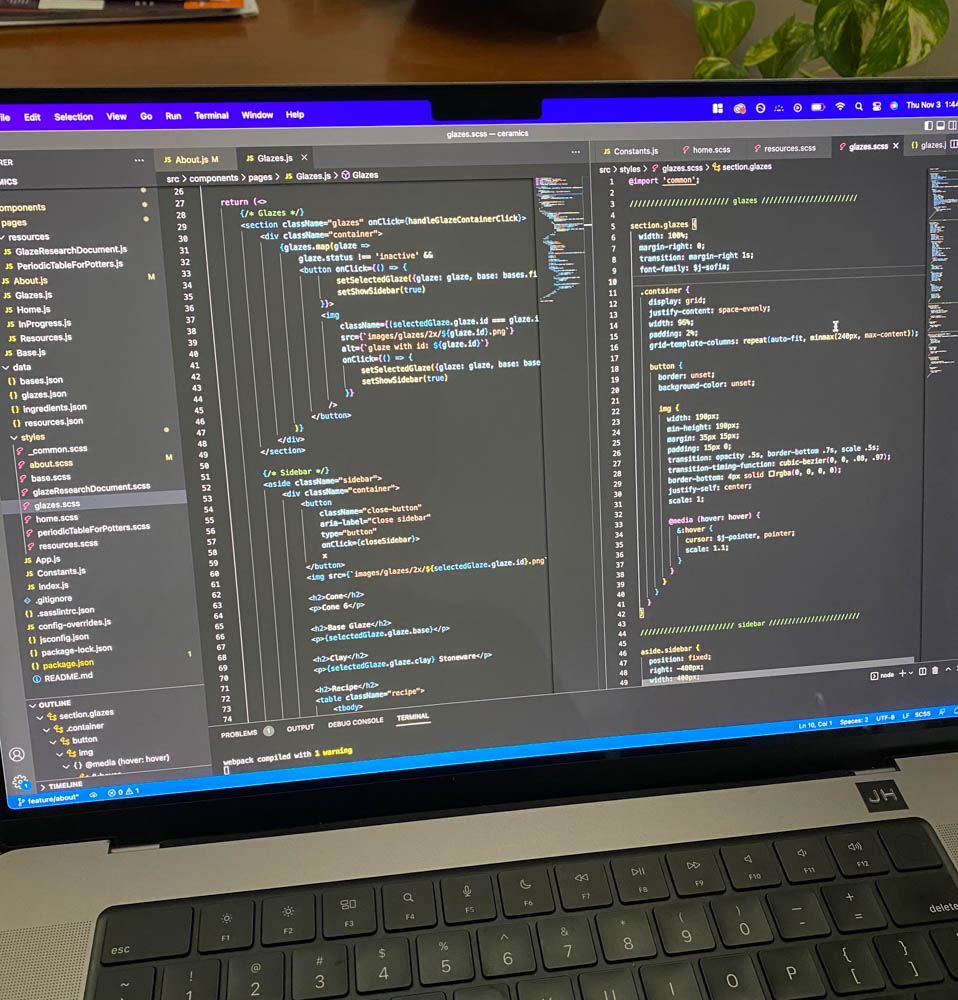 ile Edit Selection View Go Run Terminal Window Help
Thu Nov 3 1:44
glazes.scss — ceramics
RER
MICS
omponents
pages
resources
GlazeResearchDocument.js
PeriodicTableForPotters.js
About.js M
Glazes.js
Home.js
InProgress.js
Resources.js
Base.js
data
bases.json
glazes.json
ingredients.json
resources.json
styles
_common.scss
about.scss M
base.scss
glazeResearchDocument.scss
glazes.scss
home.scss
periodicTableForPotters.scss
resources.scss
App.js
Constants.js
index.js
.gitignore
.sasslintrc.json
config-overrides.js
jsconfig.json
package-lock.json
package.json 1
README.md
OUTLINE
section.glazes
.container
button
img
@media (hover: hover)
TIMELINE
About.js M Glazes.js
src > components > pages > Glazes.js > Glazes
26
27 return (<>
28 {/* Glazes */}
29 <section className="glazes" onClick={handleGlazeContainerClick}>
30 <div className="container">
31 {glazes.map(glaze =>
32 glaze.status !== 'inactive' &&
33 <button onClick={() => {
34 setSelectedGlaze({glaze: glaze, base: bases.fi
35 setShowSidebar(true)
36 }}>
37 <img
38 className={(selectedGlaze.glaze.id === glaze.i
39 src={`images/glazes/2x/${glaze.id}.png`}
40 alt={`glaze with id: ${glaze.id}`}
41 onClick={() => {
42 setSelectedGlaze({glaze: glaze, base: base
43 setShowSidebar(true)
44 }}
45 />
46 </button>
47 )}
48 </div>
49 </section>
50
51 {/* Sidebar */}
52 <aside className="sidebar">
53 <div className="container">
54 <button
55 className="close-button"
56 aria-label="Close sidebar"
57 type="button"
58 onClick={closeSidebar}>
59 x
60 </button>
61 <img src={`images/glazes/2x/${selectedGlaze.glaze.id}.png`
62
63 <h2>Cone</h2>
64 <p>Cone 6</p>
65
66 <h2>Base Glaze</h2>
67 <p>{selectedGlaze.glaze.base}</p>
68
69 <h2>Clay</h2>
70 <p>{selectedGlaze.glaze.clay} Stoneware</p>
71
72 <h2>Recipe</h2>
73 <table className="recipe">
74 <tbody>
Constants.js home.scss resources.scss glazes.scss glazes.j
src > styles > glazes.scss > section.glazes
1 @import 'common';
2
3 //////////////////////// glazes ////////////////////////
4
5 section.glazes {
6 width: 100%;
7 margin-right: 0;
8 transition: margin-right 1s;
9 font-family: $j-sofia;
10
11 .container {
12 display: grid;
13 justify-content: space-evenly;
14 width: 96%;
15 padding: 2%;
16 grid-template-columns: repeat(auto-fit, minmax(240px, max-content));
17
18 button {
19 border: unset;
20 background-color: unset;
21
22 img {
23 width: 190px;
24 min-height: 190px;
25 margin: 35px 15px;
26 padding: 15px 0;
27 transition: opacity .5s, border-bottom .7s, scale .5s;
28 transition-timing-function: cubic-bezier(0, 0, .08, .97);
29 border-bottom: 4px solid rgba(0, 0, 0, 0);
30 justify-self: center;
31 scale: 1;
32
33 @media (hover: hover) {
34 &:hover {
35 cursor: $j-pointer, pointer;
36 scale: 1.1;
37 }
38 }
39 }
40 }
41 }
42 }
43
44 //////////////////////// sidebar ////////////////////////
45
46 aside.sidebar {
47 position: fixed;
48 right: -400px;
49 width: 400px;
PROBLEMS 1 OUTPUT DEBUG CONSOLE TERMINAL
node
webpack compiled with 1 warning
feature/about* 0 1
Ln 10, Col 1 Spaces: 2 UTF-8 LF SCSS
JH
esc F1 F2 F3 F4 F5 F6 F7 F8 F9 F10 F11 F12
~ ! @ # $ % ^ & * ( ) — + delete
1 2 3 4 5 6 7 8 9 0 - =
U I O P { [ } ]